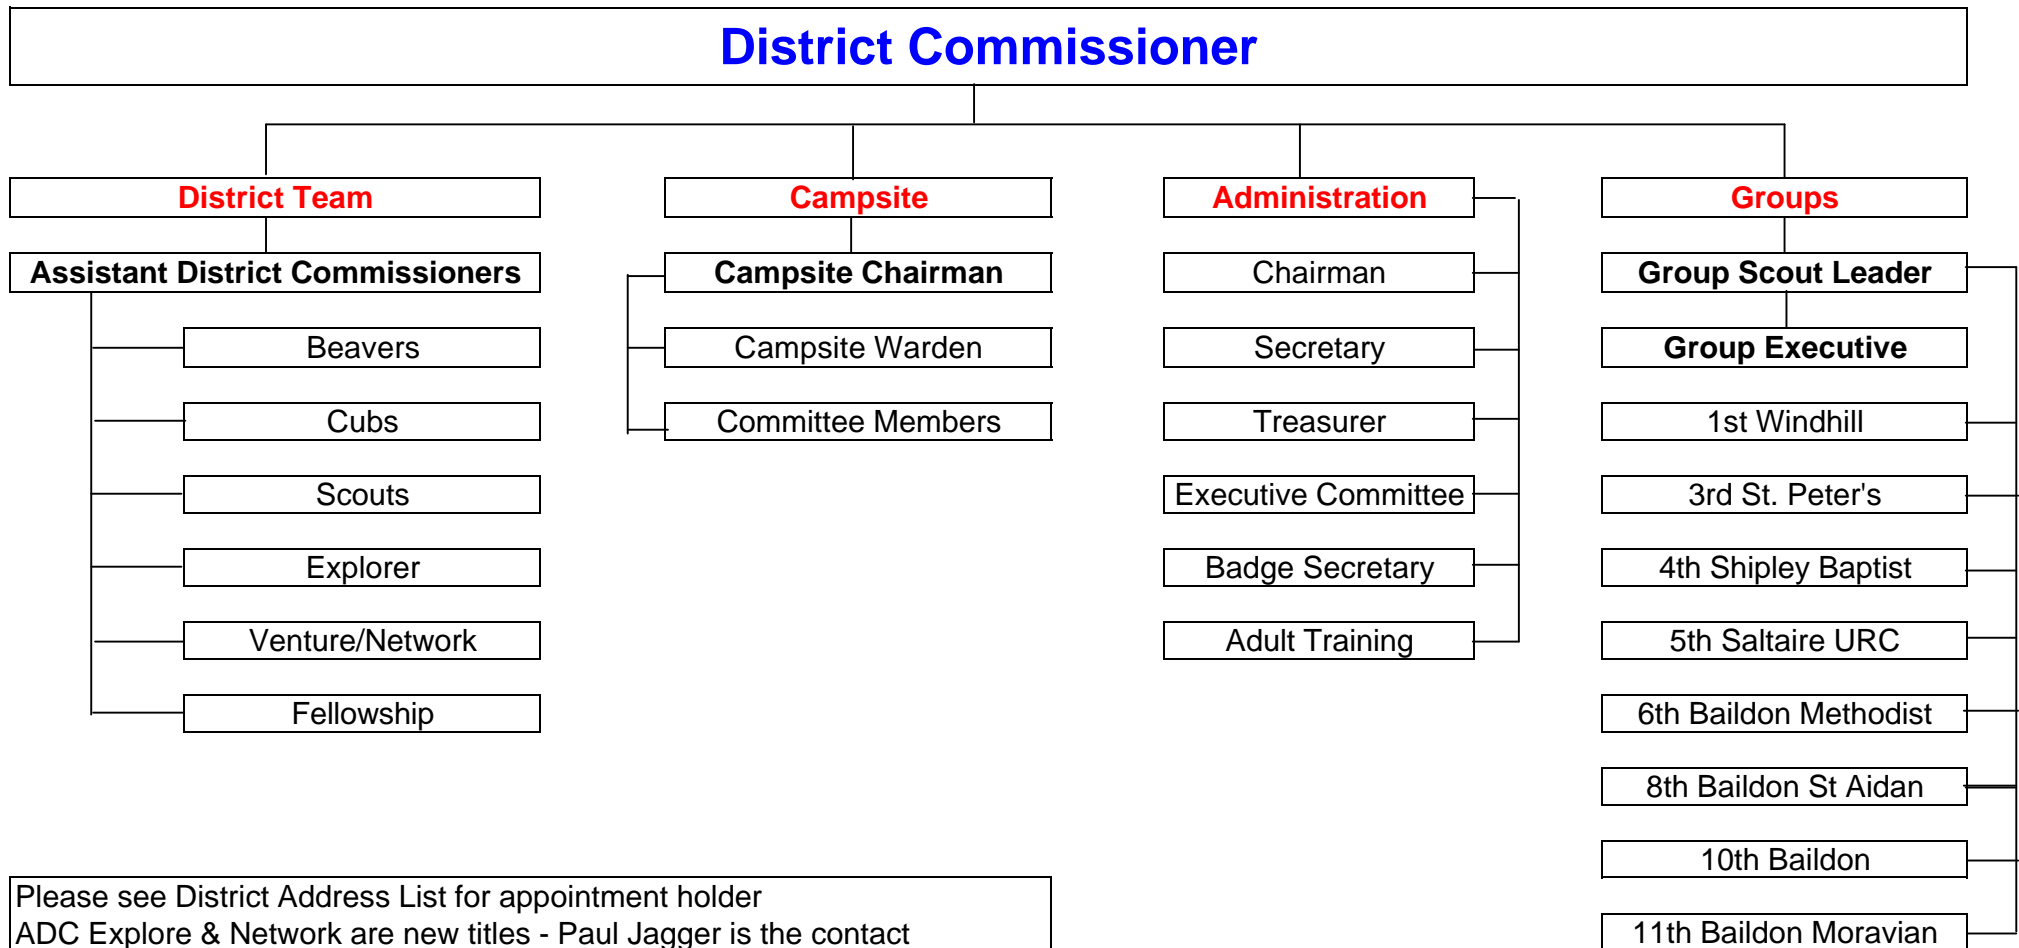 District Commissioner
District Team
Campsite
Administration
Groups
Assistant District Commissioners
Campsite Chairman
Chairman
Group Scout Leader
Beavers
Campsite Warden
Secretary
Group Executive
Cubs
Committee Members
Treasurer
1st Windhill
Scouts
Executive Committee
3rd St. Peter's
Explorer
Badge Secretary
4th Shipley Baptist
Venture/Network
Adult Training
5th Saltaire URC
Fellowship
6th Baildon Methodist
8th Baildon St Aidan
10th Baildon
Please see District Address List for appointment holder
ADC Explore & Network are new titles - Paul Jagger is the contact
11th Baildon Moravian